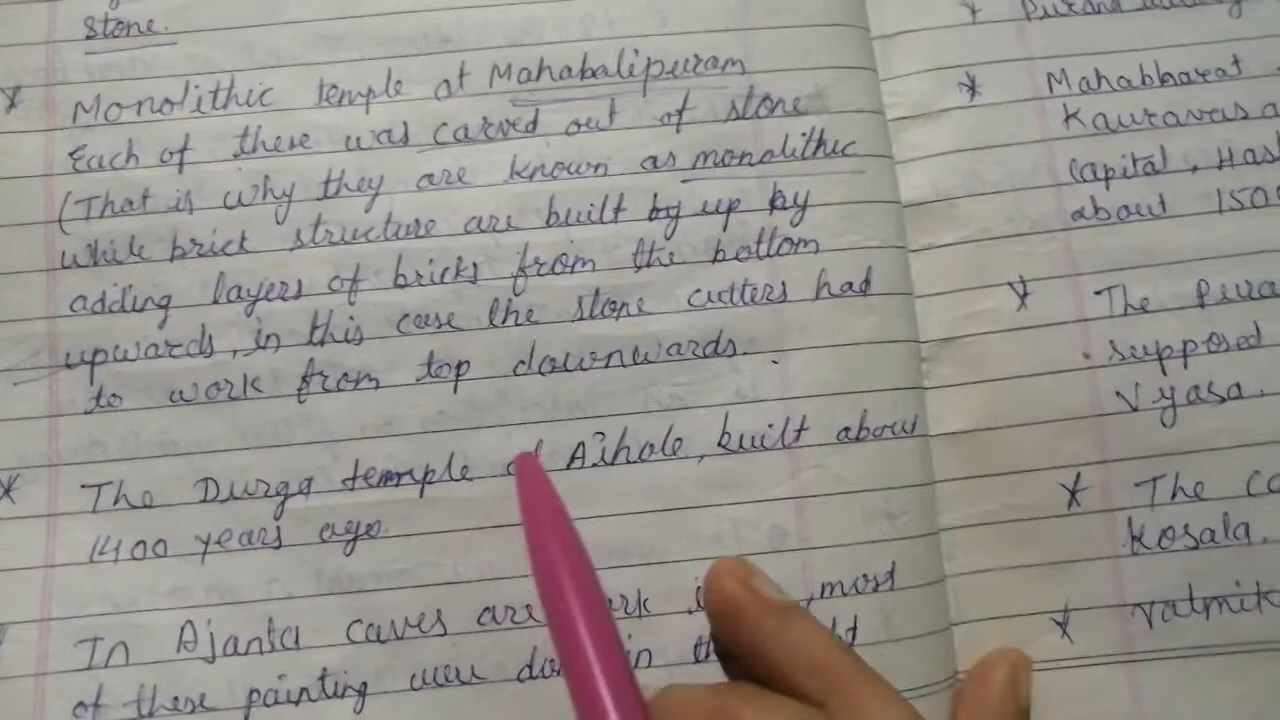 stone.
* Monolithic temple at Mahabalipuram
Each of these was carved out of stone
(That is why they are known as monolithic
while brick structure are built by up by
adding layers of bricks from the bottom
upwards, in this case the stone cutters had
to work from top downwards.
* The Durga temple Aihole, built about
1400 years ago.
In Ajanta caves are most
of these painting were in
* Mahabharat
Kauravas
Capital,
about
* The
supposed
Vyasa.
* The
Kosala.
*